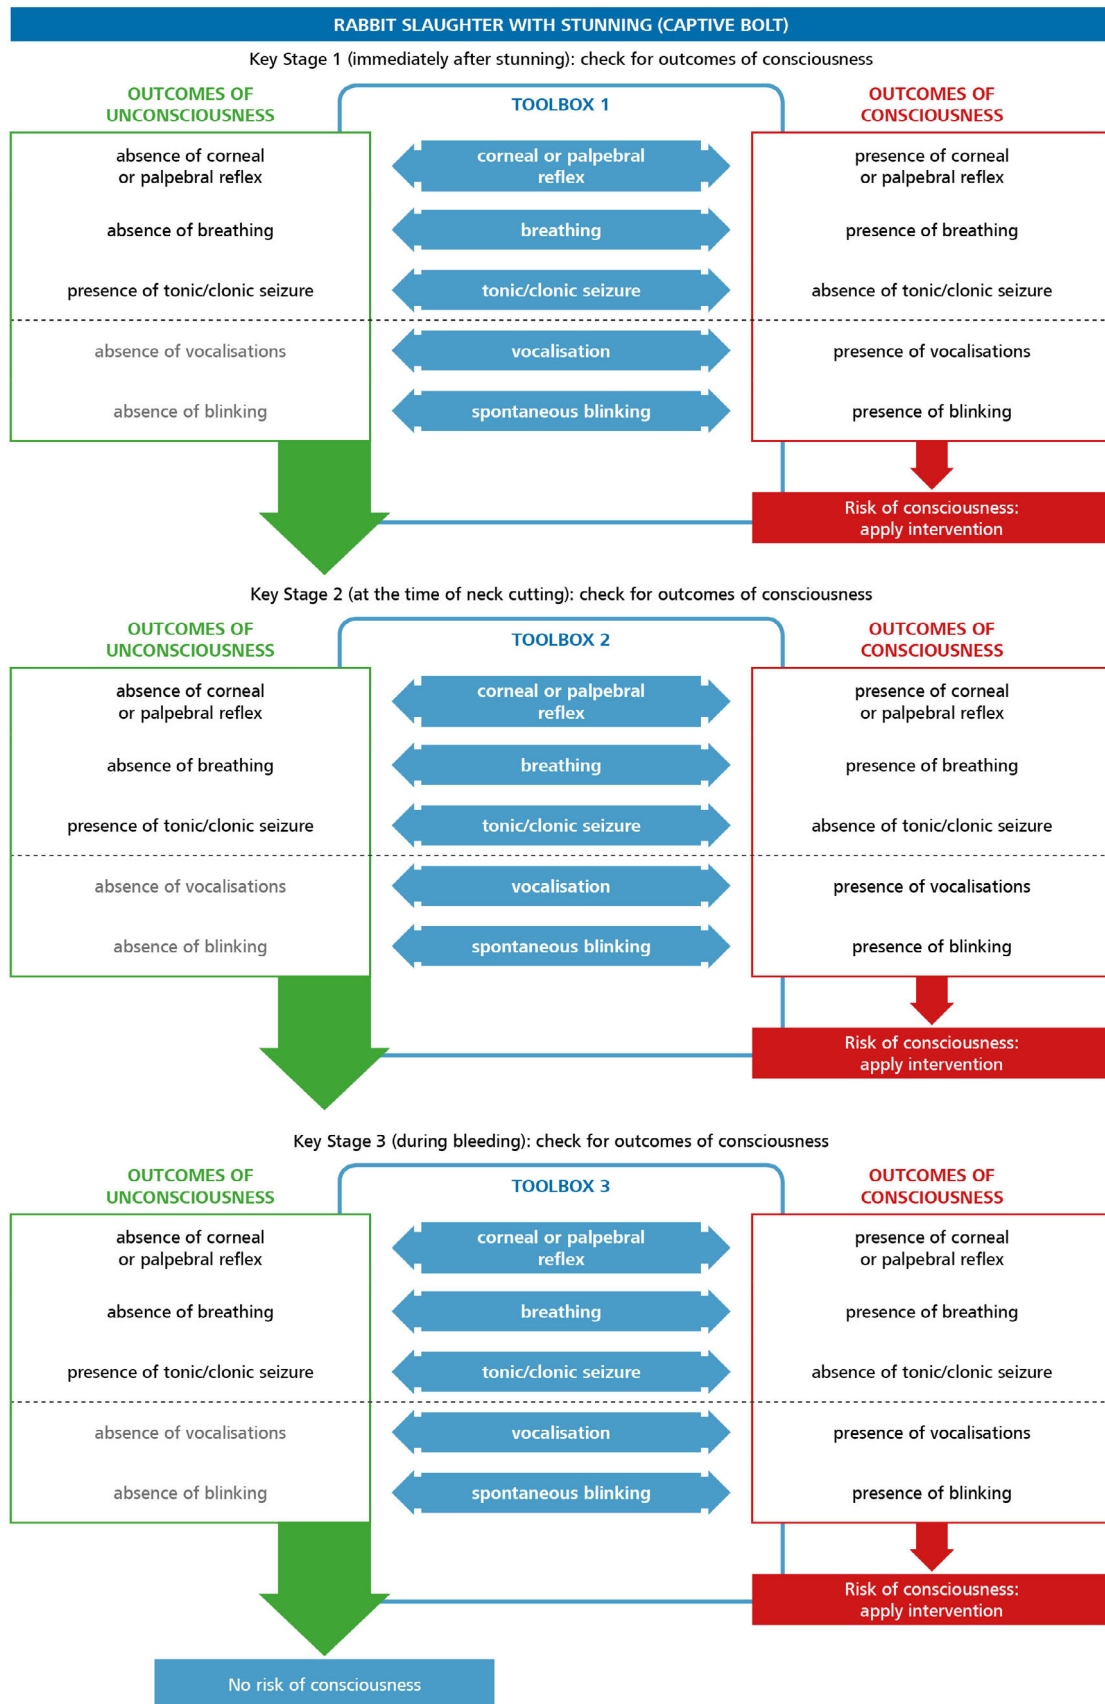 RABBIT SLAUGHTER WITH STUNNING (CAPTIVE BOLT)
Key Stage 1 (immediately after stunning): check for outcomes of consciousness
OUTCOMES OF
UNCONSCIOUSNESS
TOOLBOX 1
OUTCOMES OF
CONSCIOUSNESS
absence of corneal
or palpebral reflex
corneal or palpebral
reflex
presence of corneal
or palpebral reflex
absence of breathing
breathing
presence of breathing
presence of tonic/clonic seizure
tonic/clonic seizure
absence of tonic/clonic seizure
absence of vocalisations
vocalisation
presence of vocalisations
absence of blinking
spontaneous blinking
presence of blinking
Risk of consciousness:
apply intervention
Key Stage 2 (at the time of neck cutting): check for outcomes of consciousness
OUTCOMES OF
UNCONSCIOUSNESS
TOOLBOX 2
OUTCOMES OF
CONSCIOUSNESS
absence of corneal
or palpebral reflex
corneal or palpebral
reflex
presence of corneal
or palpebral reflex
absence of breathing
breathing
presence of breathing
presence of tonic/clonic seizure
tonic/clonic seizure
absence of tonic/clonic seizure
absence of vocalisations
vocalisation
presence of vocalisations
absence of blinking
spontaneous blinking
presence of blinking
Risk of consciousness:
apply intervention
Key Stage 3 (during bleeding): check for outcomes of consciousness
OUTCOMES OF
UNCONSCIOUSNESS
TOOLBOX 3
OUTCOMES OF
CONSCIOUSNESS
absence of corneal
or palpebral reflex
corneal or palpebral
reflex
presence of corneal
or palpebral reflex
absence of breathing
breathing
presence of breathing
presence of tonic/clonic seizure
tonic/clonic seizure
absence of tonic/clonic seizure
absence of vocalisations
vocalisation
presence of vocalisations
absence of blinking
spontaneous blinking
presence of blinking
Risk of consciousness:
apply intervention
No risk of consciousness